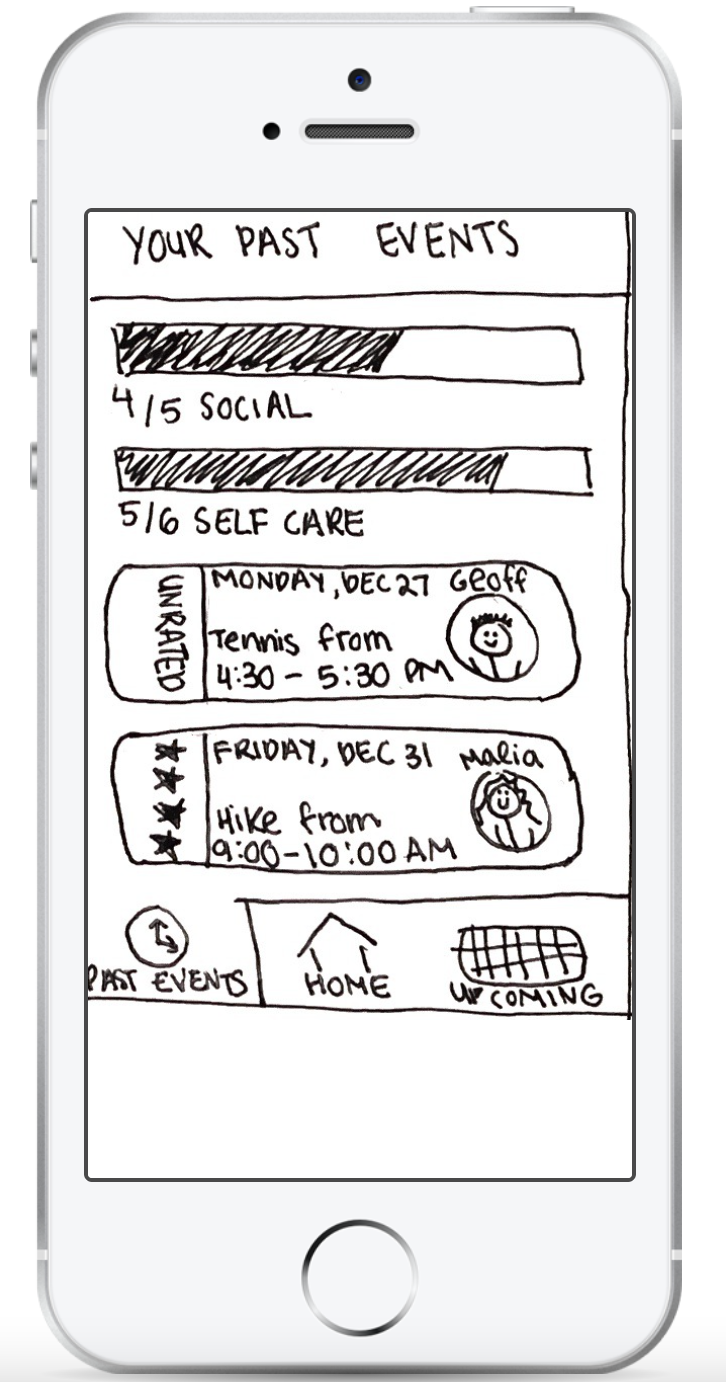 YOUR PAST EVENTS
4/5 SOCIAL
5/6 SELF CARE
UNRATED
MONDAY, DEC 27 Geoff
Tennis from
4:30 - 5:30 PM
FRIDAY, DEC 31 Malia
Hike from
9:00-10:00 AM
PAST EVENTS
HOME
UPCOMING